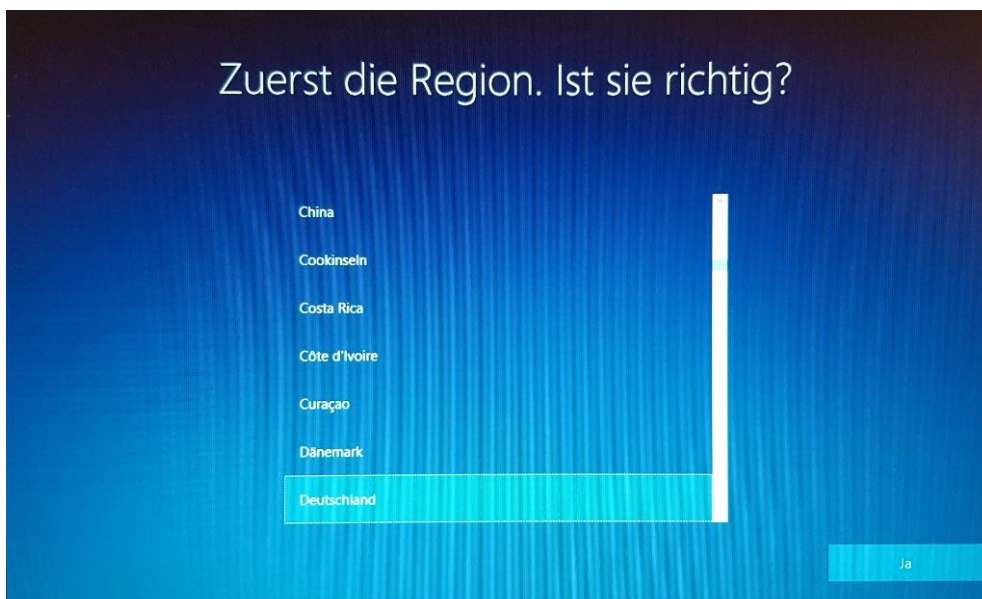 Zuerst die Region. Ist sie richtig?
China
Cookinseln
Costa Rica
Côte d'Ivoire
Curaçao
Dänemark
Deutschland
Ja